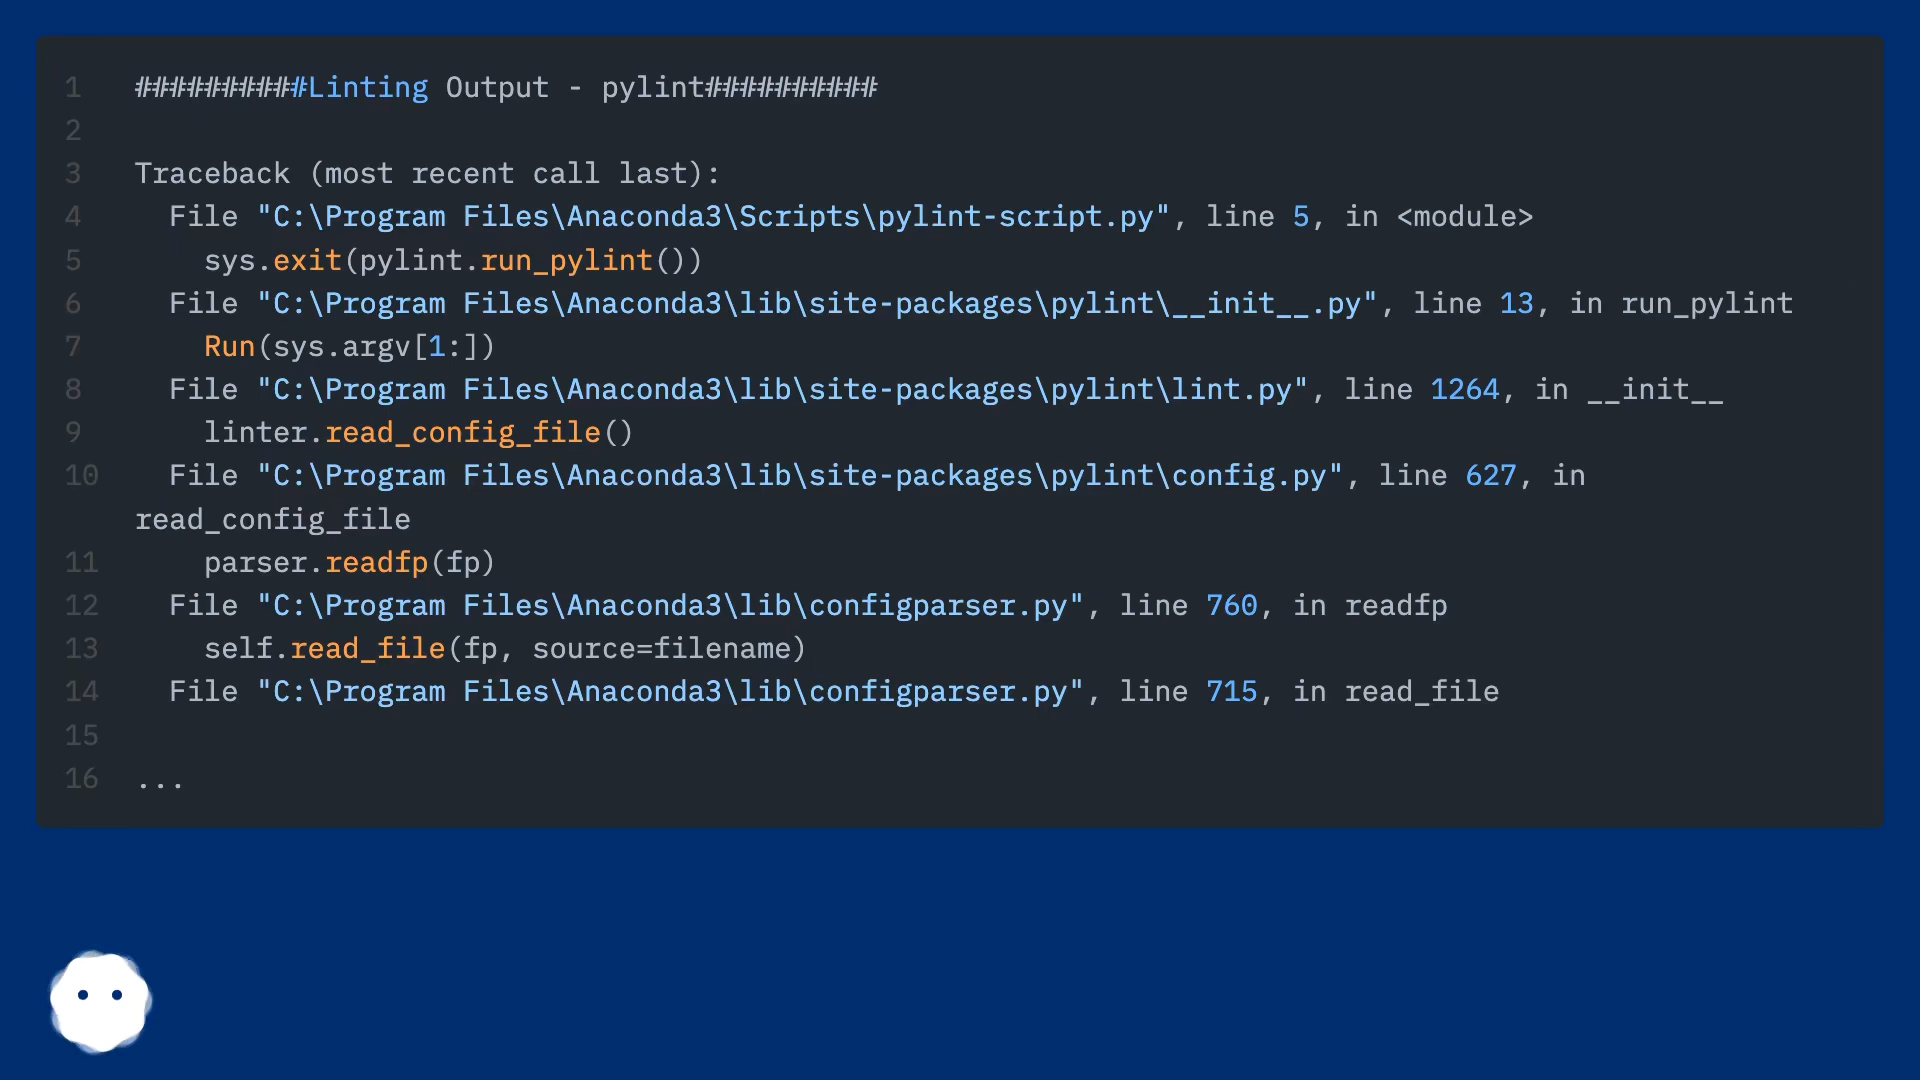 1 ##########Linting Output - pylint##########
2
3 Traceback (most recent call last):
4   File "C:\Program Files\Anaconda3\Scripts\pylint-script.py", line 5, in <module>
5     sys.exit(pylint.run_pylint())
6   File "C:\Program Files\Anaconda3\lib\site-packages\pylint\__init__.py", line 13, in run_pylint
7     Run(sys.argv[1:])
8   File "C:\Program Files\Anaconda3\lib\site-packages\pylint\lint.py", line 1264, in __init__
9     linter.read_config_file()
10   File "C:\Program Files\Anaconda3\lib\site-packages\pylint\config.py", line 627, in
read_config_file
11     parser.readfp(fp)
12   File "C:\Program Files\Anaconda3\lib\configparser.py", line 760, in readfp
13     self.read_file(fp, source=filename)
14   File "C:\Program Files\Anaconda3\lib\configparser.py", line 715, in read_file
15
16 ...